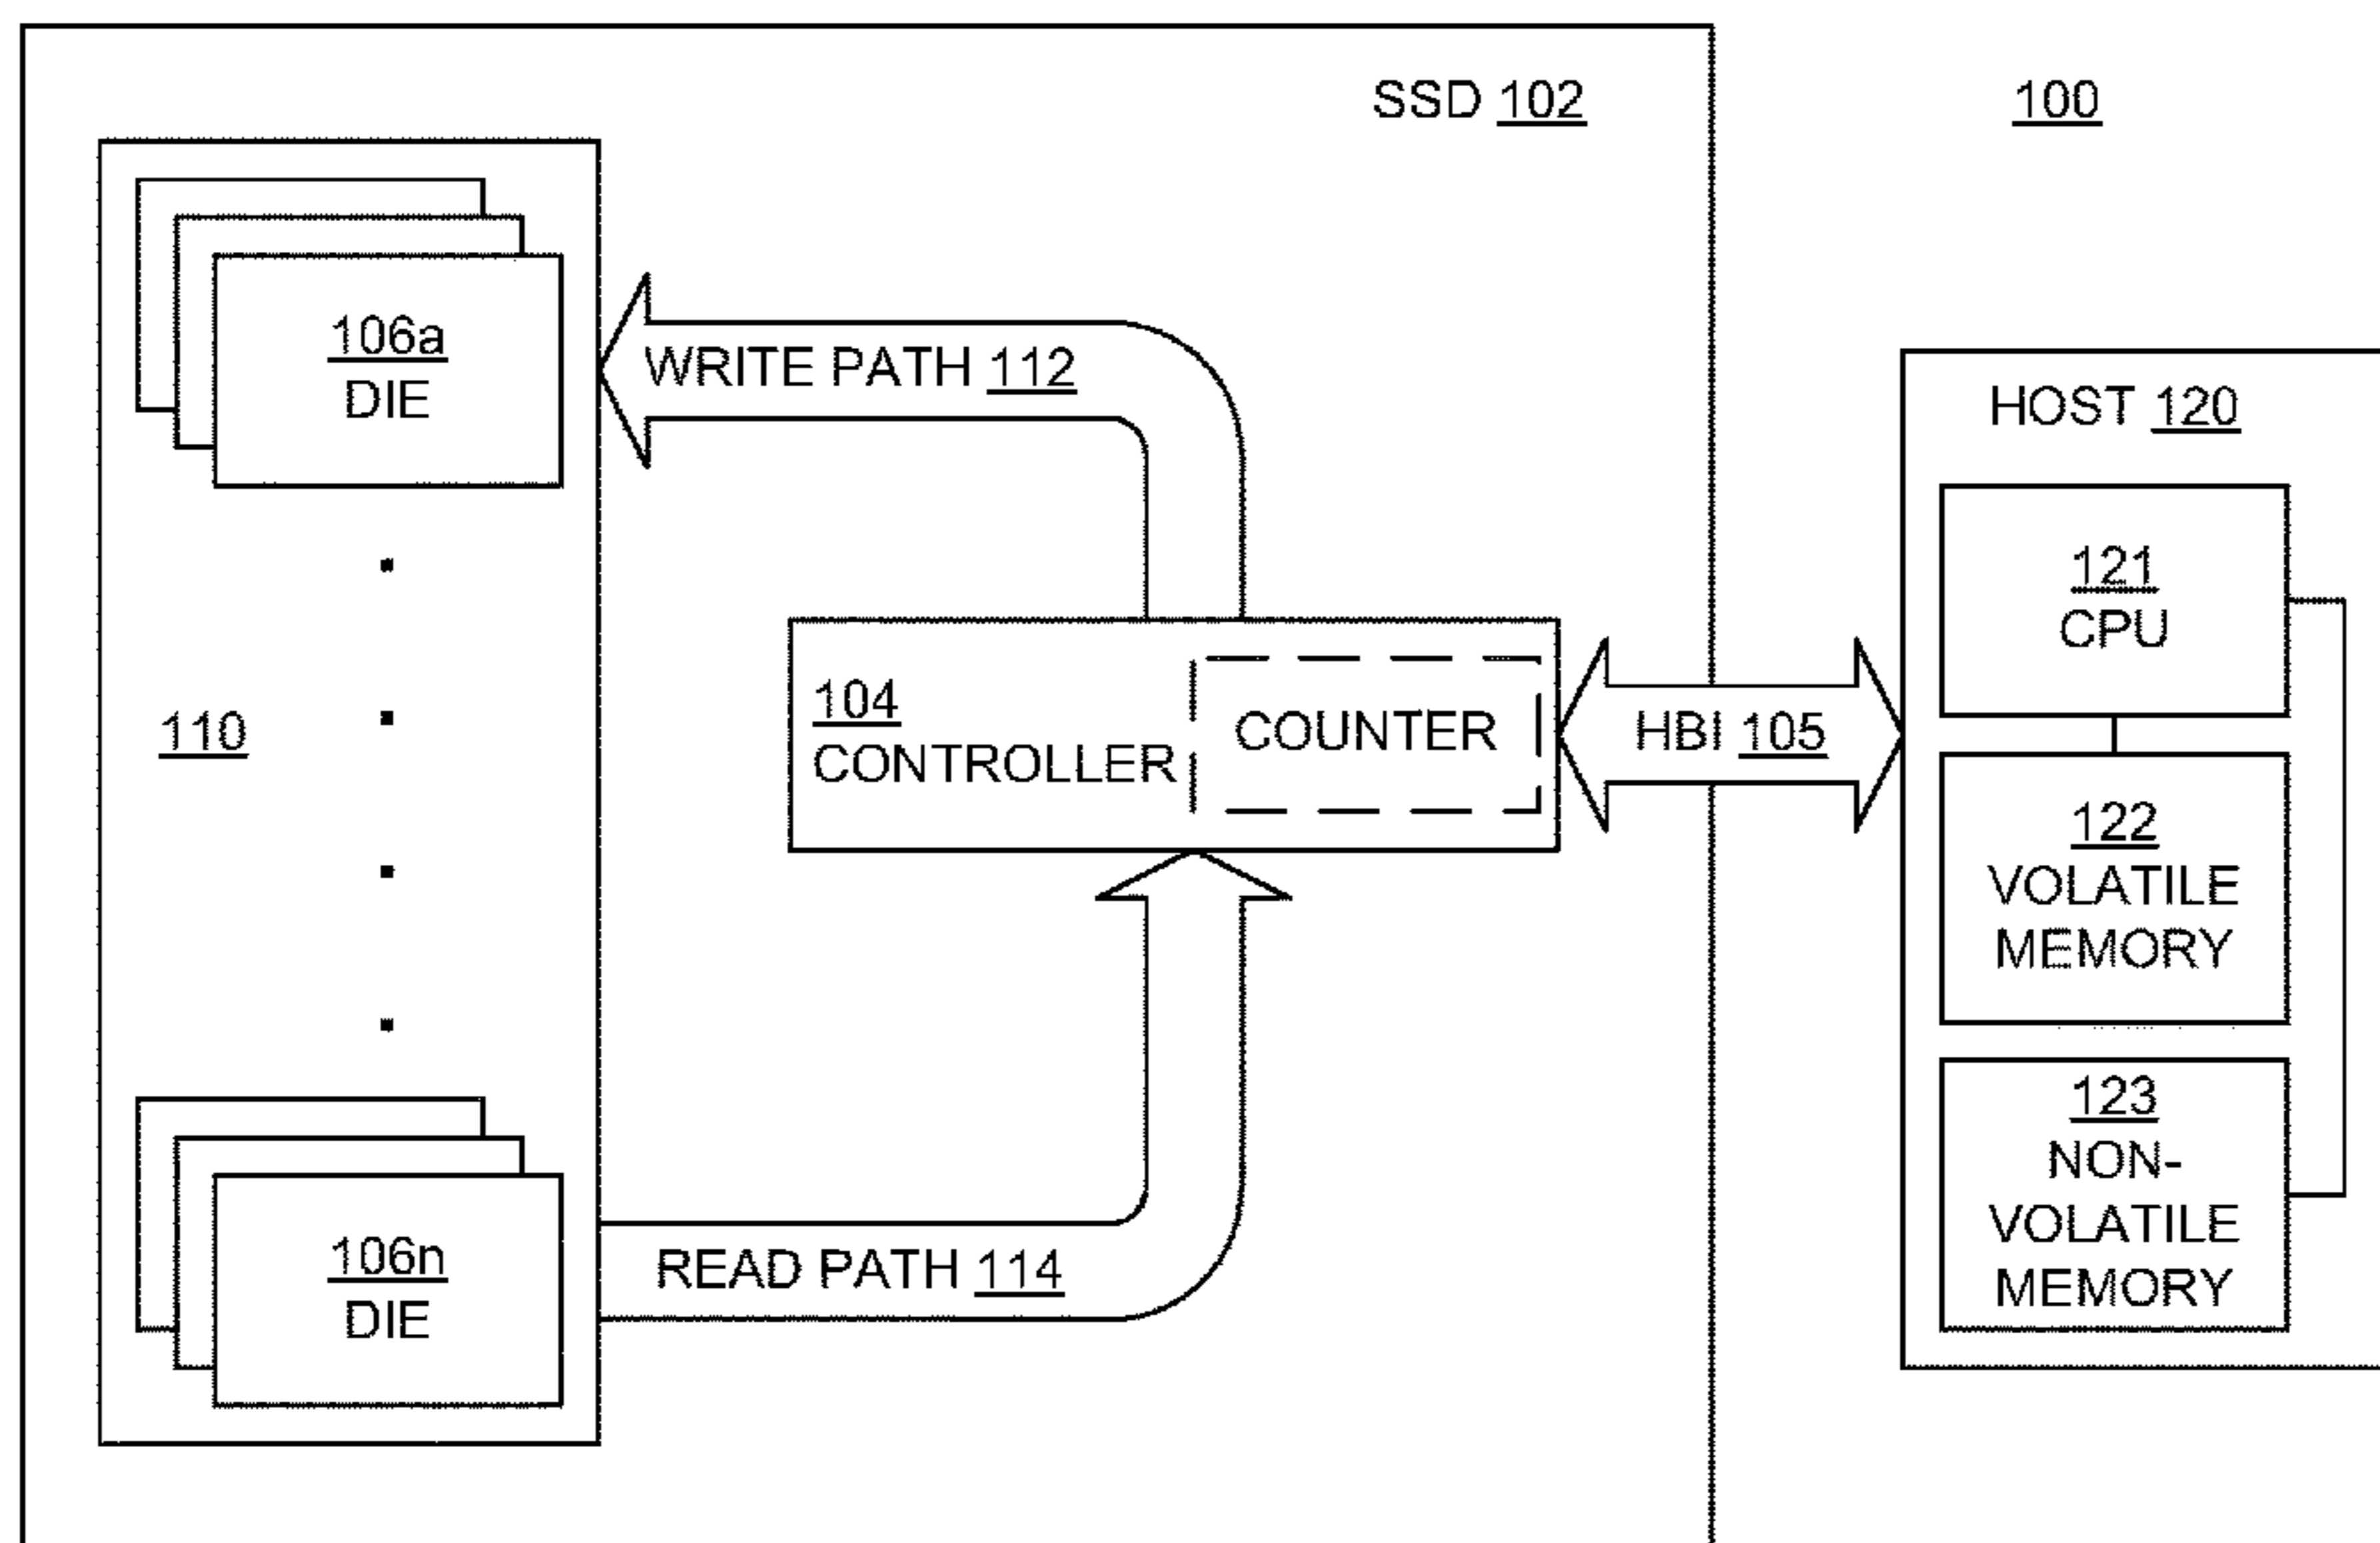 SSD 102
100
106a
DIE
WRITE PATH 112
HOST 120
121
CPU
104
CONTROLLER
COUNTER
HBI 105
110
122
VOLATILE
MEMORY
123
NON-
VOLATILE
MEMORY
106n
DIE
READ PATH 114